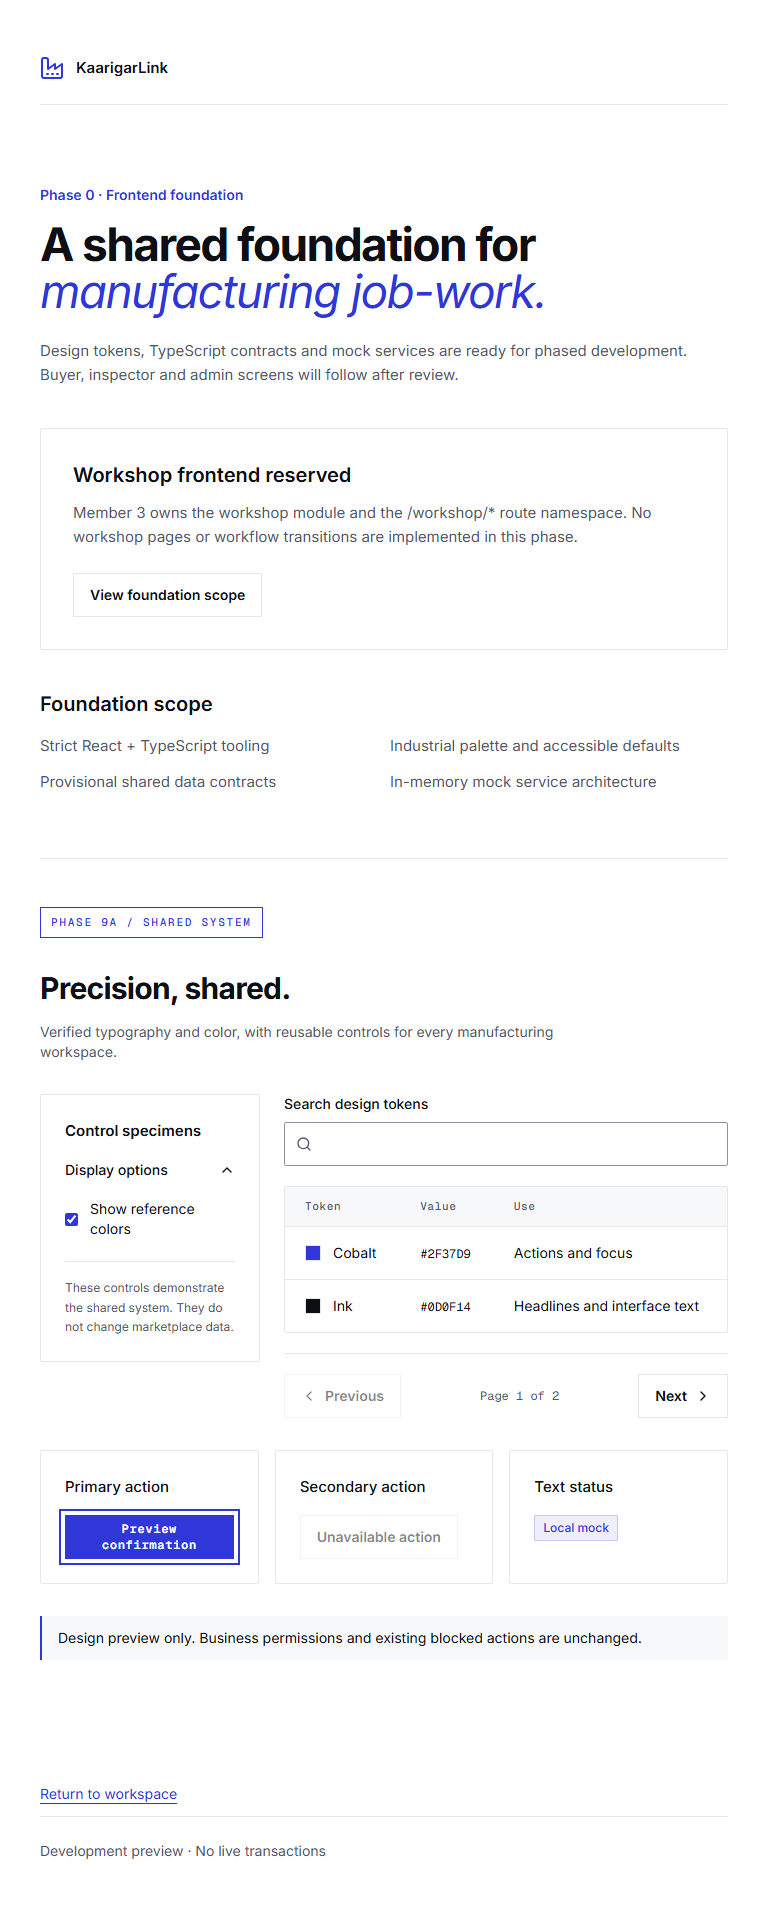 KaarigarLink
Phase 0 · Frontend foundation
A shared foundation for
manufacturing job-work.
Design tokens, TypeScript contracts and mock services are ready for phased development.
Buyer, inspector and admin screens will follow after review.
Workshop frontend reserved
Member 3 owns the workshop module and the /workshop/* route namespace. No
workshop pages or workflow transitions are implemented in this phase.
View foundation scope
Foundation scope
Strict React + TypeScript tooling
Industrial palette and accessible defaults
Provisional shared data contracts
In-memory mock service architecture
PHASE 9A / SHARED SYSTEM
Precision, shared.
Verified typography and color, with reusable controls for every manufacturing
workspace.
Control specimens
Display options
Show reference
colors
These controls demonstrate
the shared system. They do
not change marketplace data.
Search design tokens
Token Value Use
Cobalt #2F37D9 Actions and focus
Ink #0D0F14 Headlines and interface text
Previous Page 1 of 2 Next
Primary action
Preview
confirmation
Secondary action
Unavailable action
Text status
Local mock
Design preview only. Business permissions and existing blocked actions are unchanged.
Return to workspace
Development preview · No live transactions